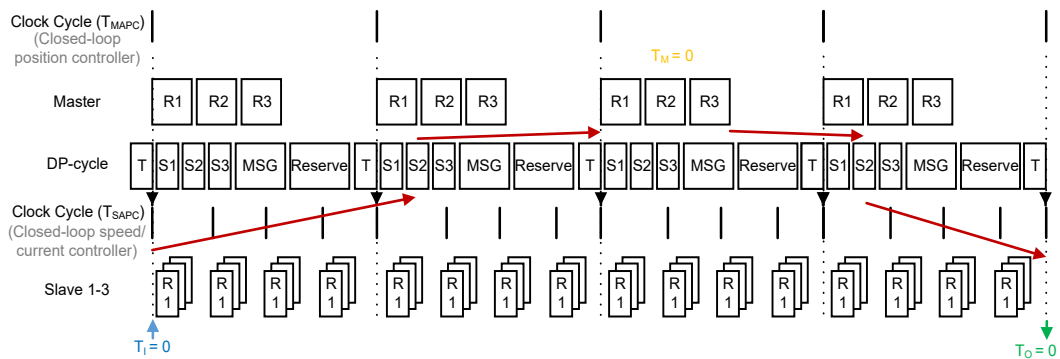 Clock Cycle (TMAPC)
(Closed-loop
position controller)
TM = 0
Master
R1 R2 R3 R1 R2 R3 R1 R2 R3 R1 R2 R3
DP-cycle
T S1 S2 S3 MSG Reserve T S1 S2 S3 MSG Reserve T S1 S2 S3 MSG Reserve T S1 S2 S3 MSG Reserve T
Clock Cycle (TSAPC)
(Closed-loop speed/
current controller)
Slave 1-3
R R R R R R R R R R R R R R R R
1 1 1 1 1 1 1 1 1 1 1 1 1 1 1 1
TI = 0
TO = 0